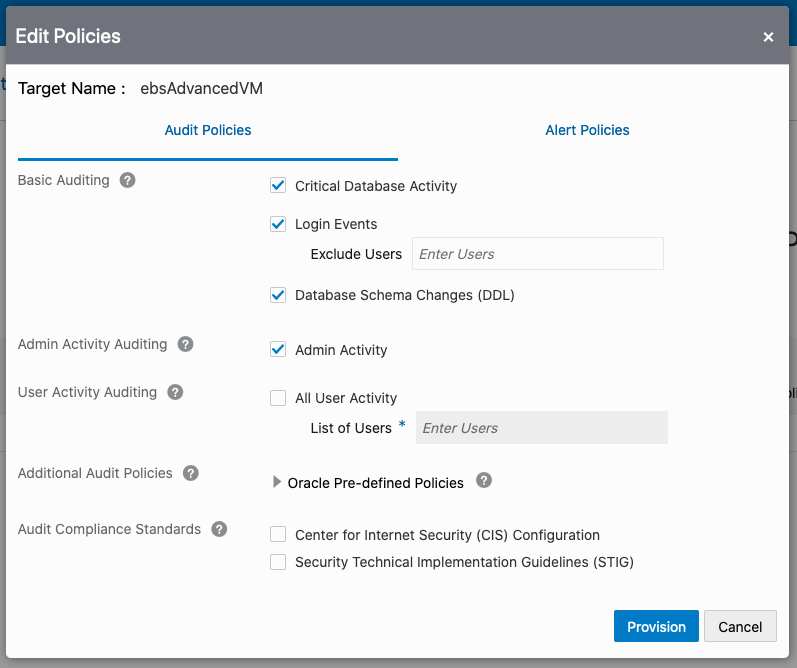 Edit Policies ×
Target Name : ebsAdvancedVM
Audit Policies Alert Policies
Basic Auditing ? Critical Database Activity
Login Events
Exclude Users Enter Users
Database Schema Changes (DDL)
Admin Activity Auditing ? Admin Activity
User Activity Auditing ? All User Activity
List of Users * Enter Users
Additional Audit Policies ? Oracle Pre-defined Policies ?
Audit Compliance Standards ? Center for Internet Security (CIS) Configuration
Security Technical Implementation Guidelines (STIG)
Provision Cancel